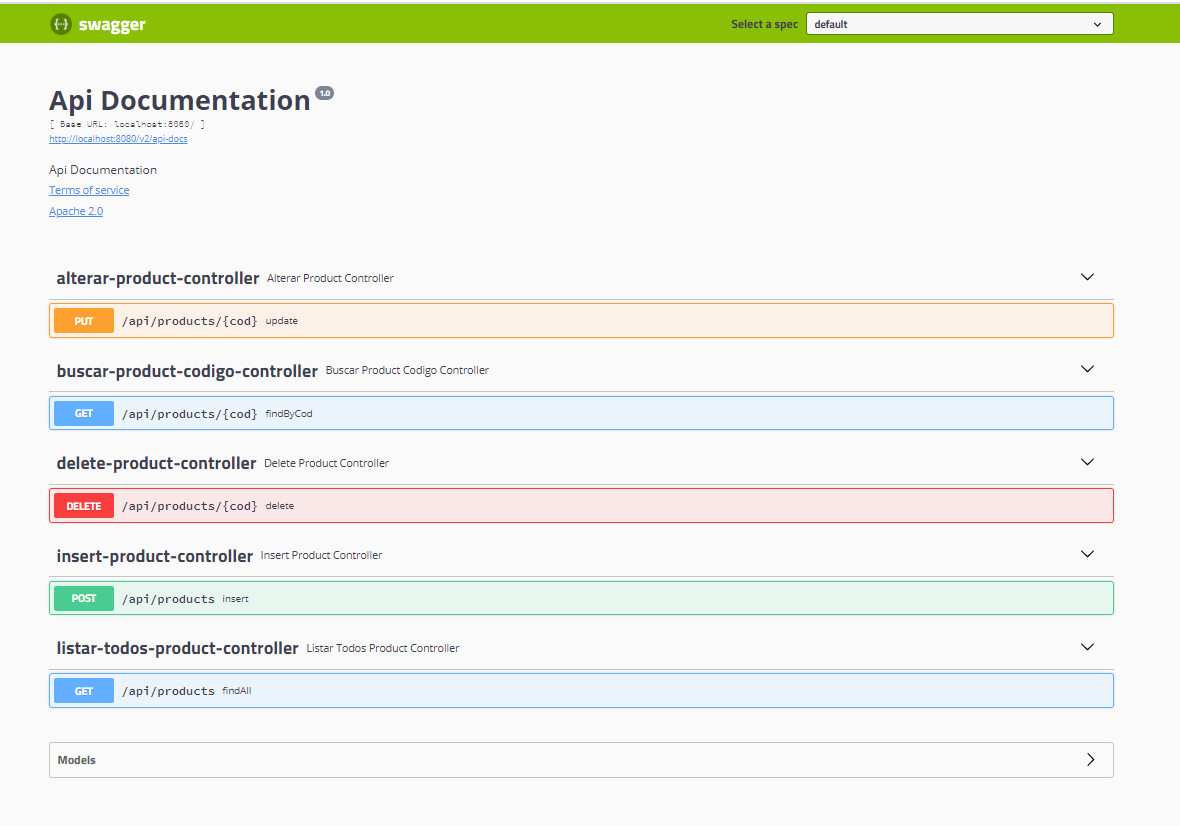 swagger
Select a spec default
Api Documentation 1.0
[ Base URL: localhost:8080/ ]
http://localhost:8080/v2/api-docs
Api Documentation
Terms of service
Apache 2.0
alterar-product-controller Alterar Product Controller
PUT /api/products/{cod} update
buscar-product-codigo-controller Buscar Product Codigo Controller
GET /api/products/{cod} findByCod
delete-product-controller Delete Product Controller
DELETE /api/products/{cod} delete
insert-product-controller Insert Product Controller
POST /api/products insert
listar-todos-product-controller Listar Todos Product Controller
GET /api/products findAll
Models